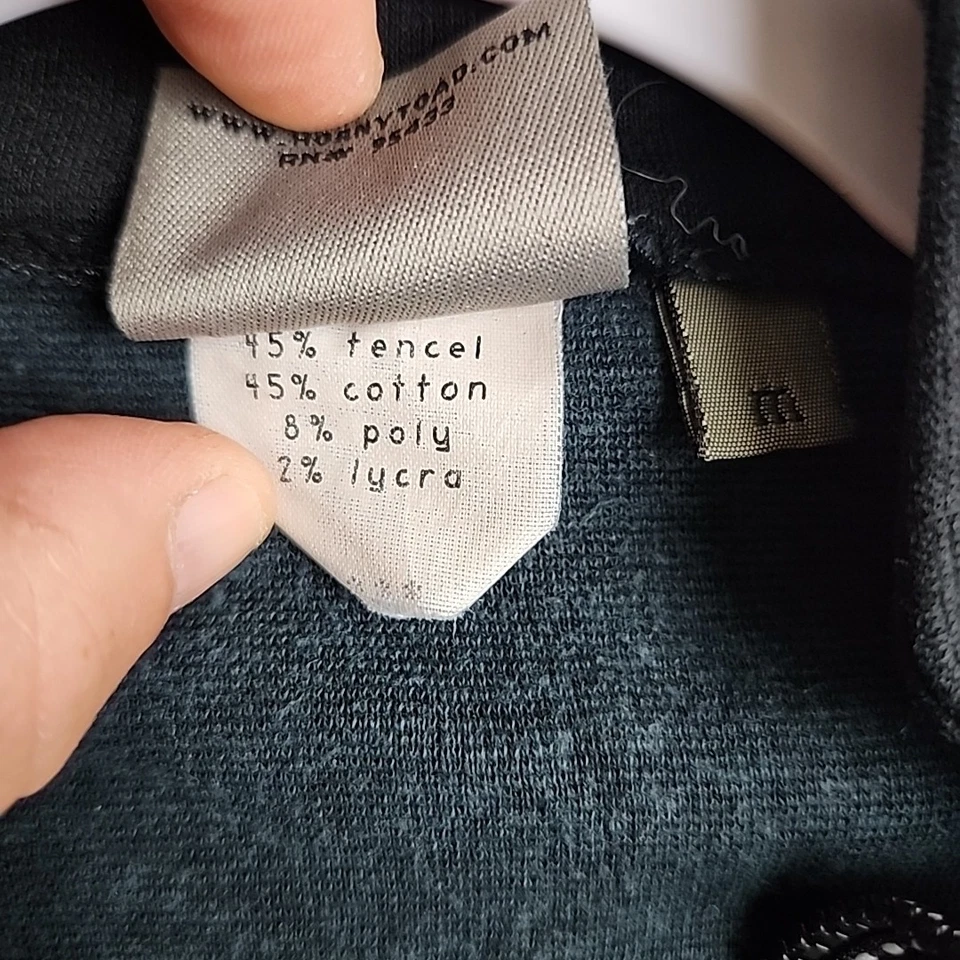 WWW.HORNYTOAD.COM
RN# 95433
45% tencel
45% cotton
8% poly
2% lycra
m